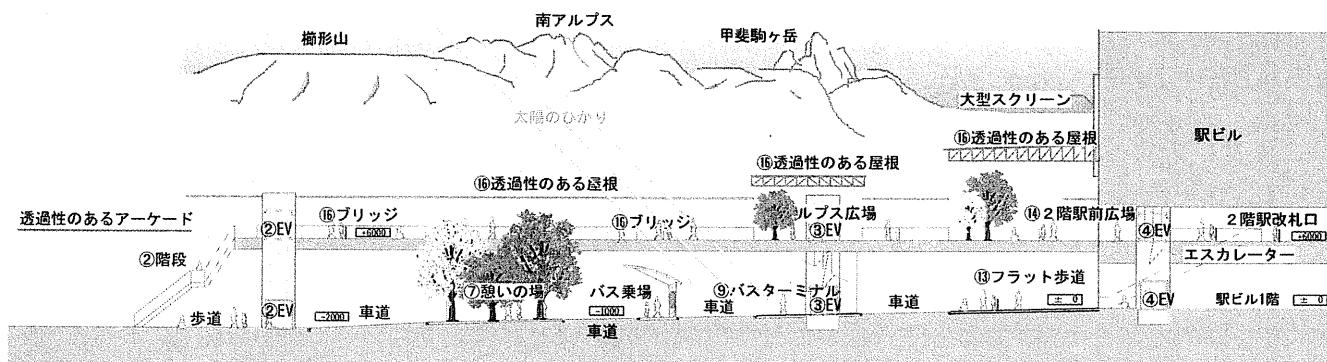 南アルプス
櫛形山
甲斐駒ヶ岳
大型スクリーン
太陽のひかり
⑯透過性のある屋根
駅ビル
⑯透過性のある屋根
⑯透過性のある屋根
透過性のあるアーケード
⑯ブリッジ
⑯ブリッジ
ルプス広場
⑭2階駅前広場
2階駅改札口
②EV
+6000
③EV
④EV
+6000
②階段
エスカレーター
⑦憩いの場
バス乗場
⑨バスターミナル
⑬フラット歩道
歩道
②EV
-2000
車道
-1000
車道
③EV
車道
± 0
④EV
駅ビル1階
± 0
車道